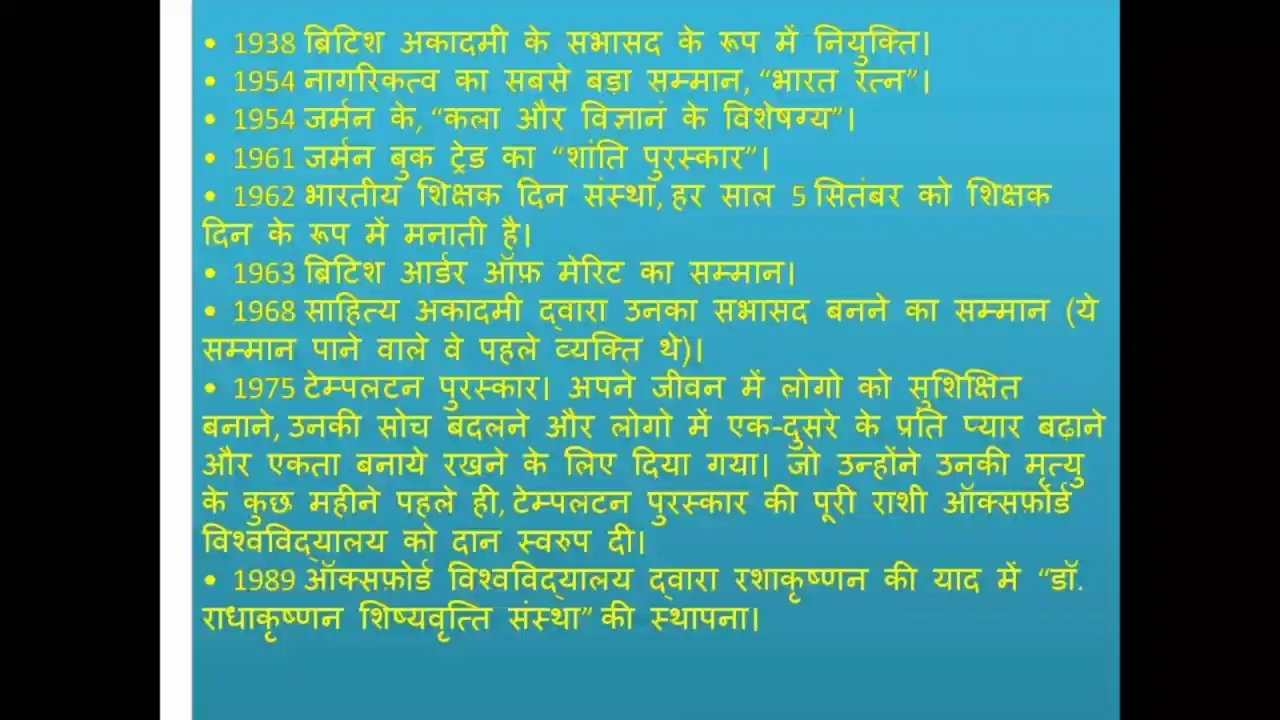 • 1938 ब्रिटिश अकादमी के सभासद के रूप में नियुक्ति।
• 1954 नागरिकत्व का सबसे बड़ा सम्मान, “भारत रत्न”।
• 1954 जर्मन के, “कला और विज्ञानं के विशेषग्य”।
• 1961 जर्मन बुक ट्रेड का “शांति पुरस्कार”।
• 1962 भारतीय शिक्षक दिन संस्था, हर साल 5 सितंबर को शिक्षक
दिन के रूप में मनाती है।
• 1963 ब्रिटिश आर्डर ऑफ़ मेरिट का सम्मान।
• 1968 साहित्य अकादमी द्वारा उनका सभासद बनने का सम्मान (ये
सम्मान पाने वाले वे पहले व्यक्ति थे)।
• 1975 टेम्पलटन पुरस्कार। अपने जीवन में लोगो को सुशिक्षित
बनाने, उनकी सोच बदलने और लोगो में एक-दुसरे के प्रति प्यार बढ़ाने
और एकता बनाये रखने के लिए दिया गया। जो उन्होंने उनकी मृत्यु
के कुछ महीने पहले ही, टेम्पलटन पुरस्कार की पूरी राशी ऑक्सफ़ोर्ड
विश्वविद्यालय को दान स्वरुप दी।
• 1989 ऑक्सफ़ोर्ड विश्वविद्यालय द्वारा रशाकृष्णन की याद में “डॉ.
राधाकृष्णन शिष्यवृत्ति संस्था” की स्थापना।